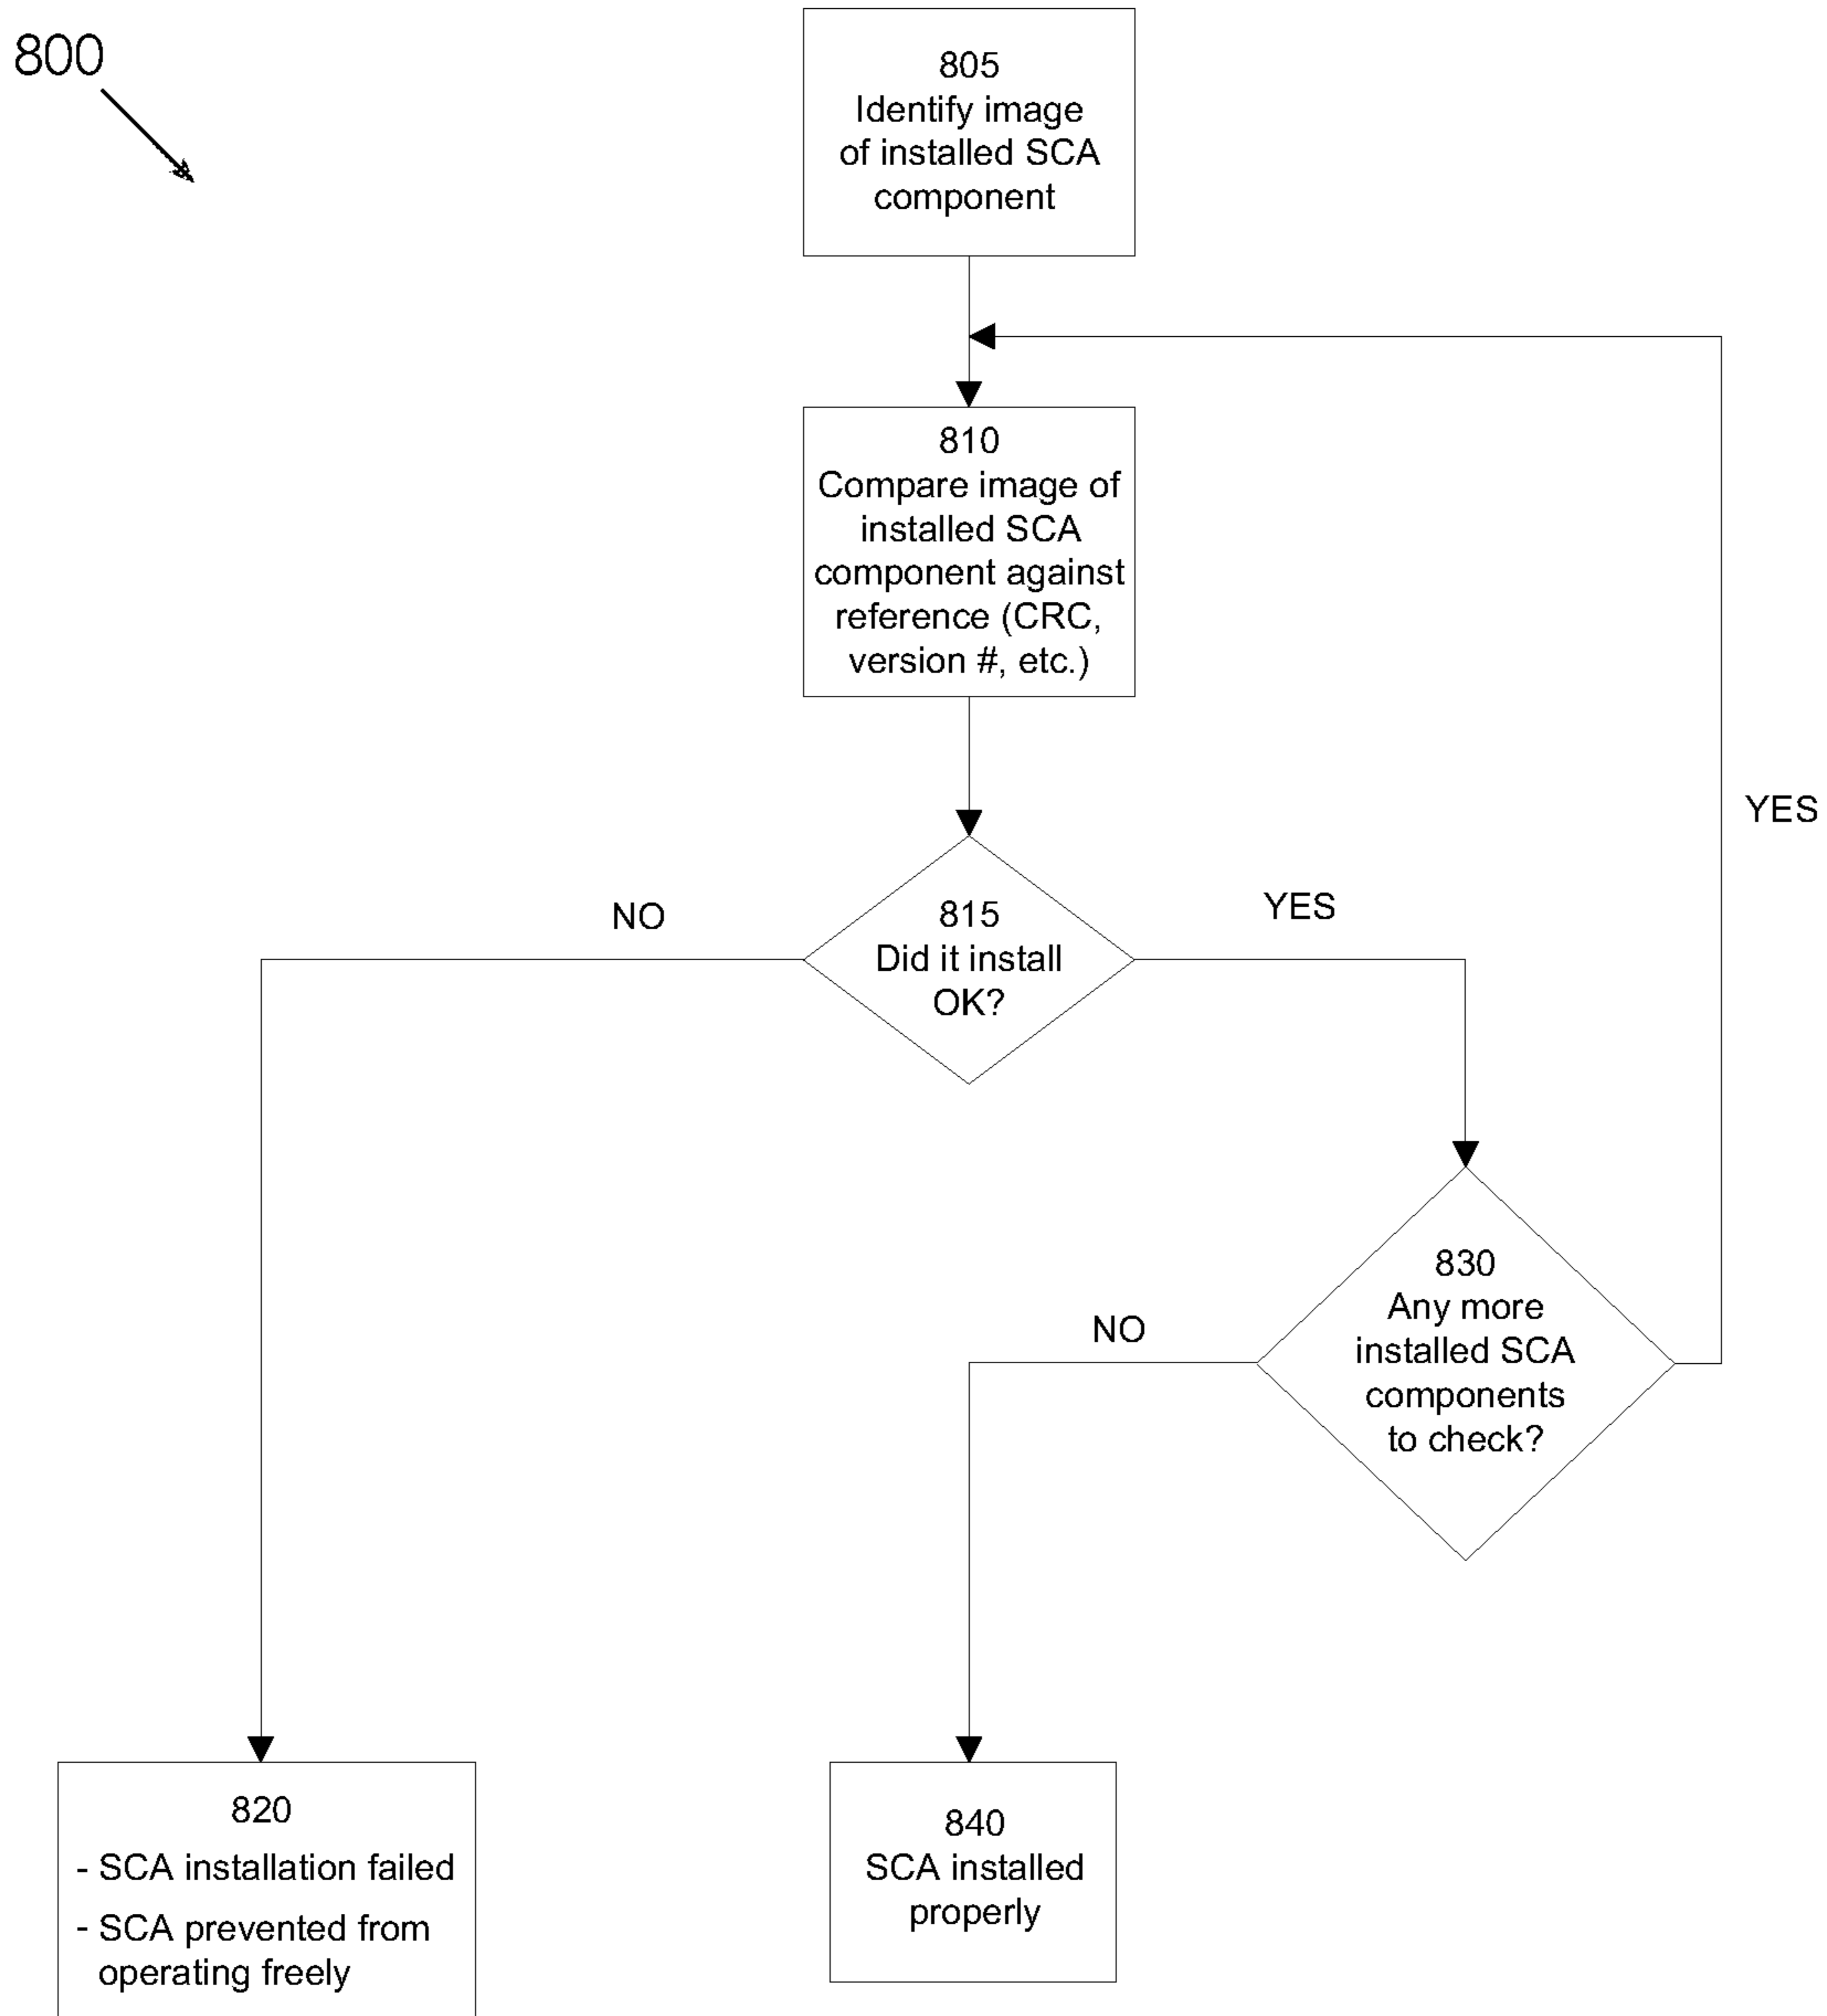 800
805
Identify image
of installed SCA
component
810
Compare image of
installed SCA
component against
reference (CRC,
version #, etc.)
YES
NO
815
Did it install
OK?
YES
830
Any more
installed SCA
components
to check?
NO
820
- SCA installation failed
- SCA prevented from
operating freely
840
SCA installed
properly